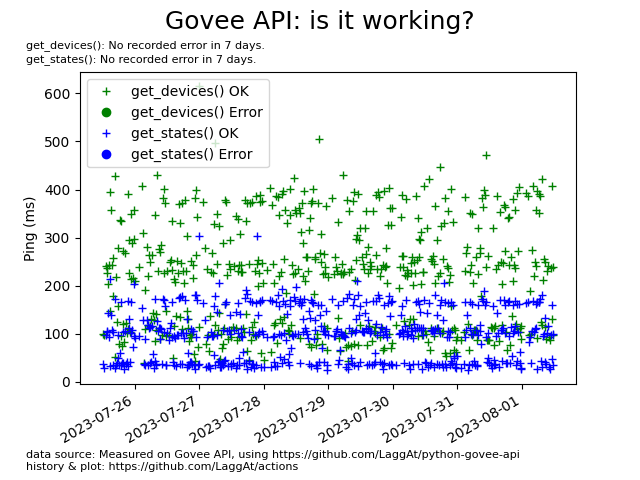 Govee API: is it working?
get_devices(): No recorded error in 7 days.
get_states(): No recorded error in 7 days.
get_devices() OK
get_devices() Error
get_states() OK
get_states() Error
Ping (ms)
600
500
400
300
200
100
0
2023-07-26
2023-07-27
2023-07-28
2023-07-29
2023-07-30
2023-07-31
2023-08-01
data source: Measured on Govee API, using https://github.com/LaggAt/python-govee-api
history & plot: https://github.com/LaggAt/actions